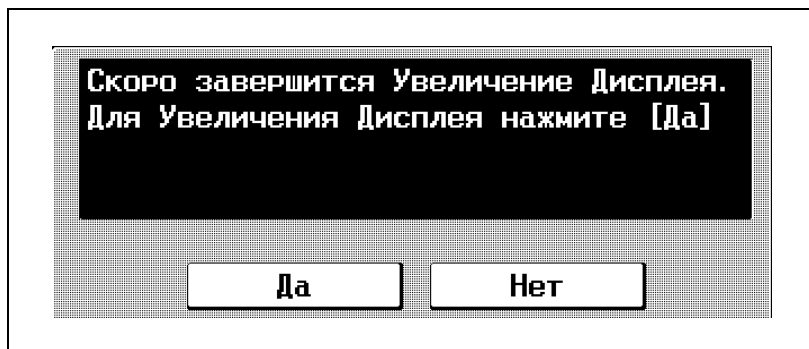 Скоро завершится Увеличение Дисплея.
Для Увеличения Дисплея нажмите [Да]
Да
Нет